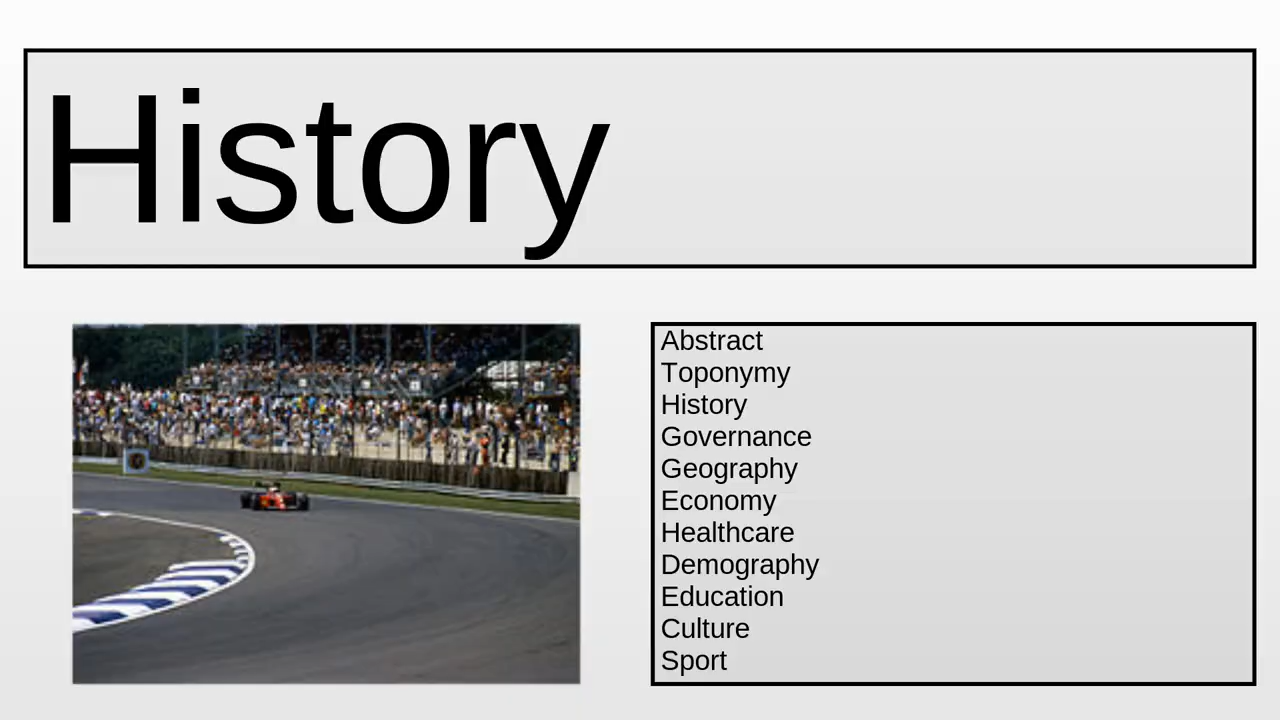 History
Abstract
Toponymy
History
Governance
Geography
Economy
Healthcare
Demography
Education
Culture
Sport